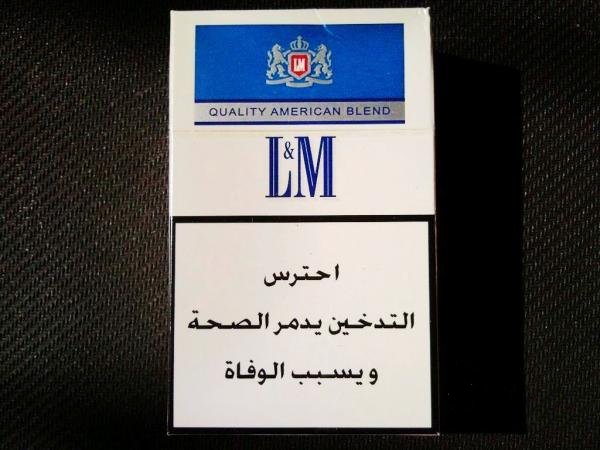 L&M
QUALITY AMERICAN BLEND
L&M
احترس
التدخين يدمر الصحة
ويسبب الوفاة